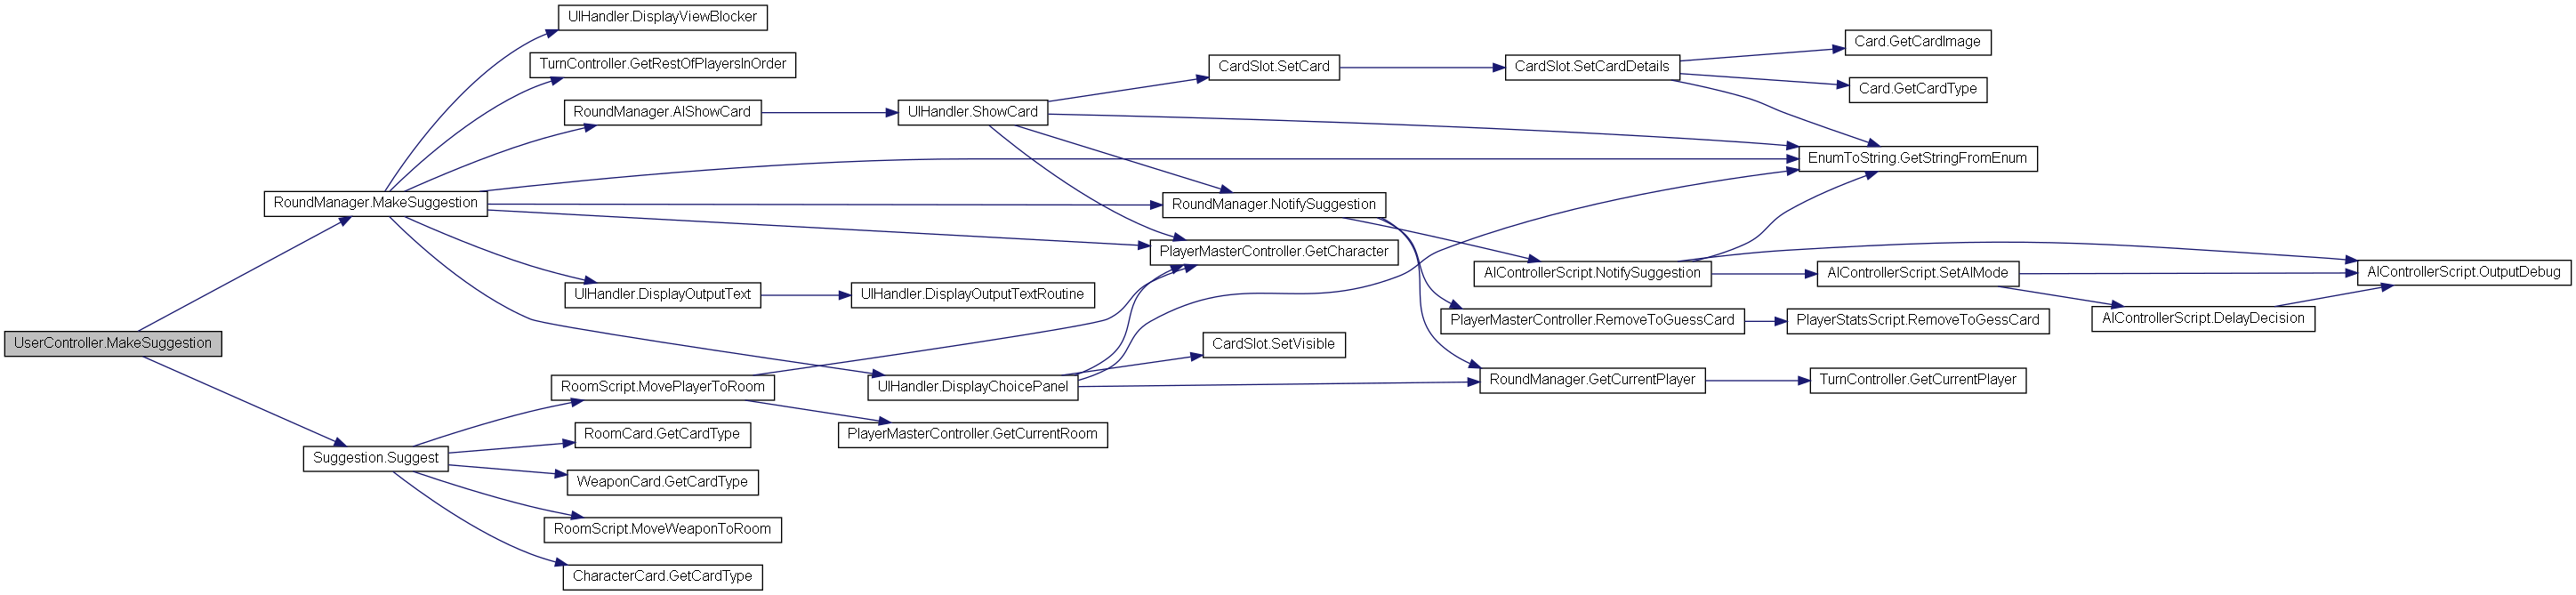 UIHandler.DisplayViewBlocker
TurnController.GetRestOfPlayersInOrder
RoundManager.AIShowCard
UIHandler.ShowCard
CardSlot.SetCard
CardSlot.SetCardDetails
Card.GetCardImage
Card.GetCardType
EnumToString.GetStringFromEnum
RoundManager.MakeSuggestion
RoundManager.NotifySuggestion
PlayerMasterController.GetCharacter
UIHandler.DisplayOutputText
UIHandler.DisplayOutputTextRoutine
AIControllerScript.NotifySuggestion
AIControllerScript.SetAIMode
AIControllerScript.OutputDebug
AIControllerScript.DelayDecision
PlayerMasterController.RemoveToGuessCard
PlayerStatsScript.RemoveToGessCard
UserController.MakeSuggestion
CardSlot.SetVisible
RoomScript.MovePlayerToRoom
UIHandler.DisplayChoicePanel
RoundManager.GetCurrentPlayer
TurnController.GetCurrentPlayer
RoomCard.GetCardType
PlayerMasterController.GetCurrentRoom
Suggestion.Suggest
WeaponCard.GetCardType
RoomScript.MoveWeaponToRoom
CharacterCard.GetCardType